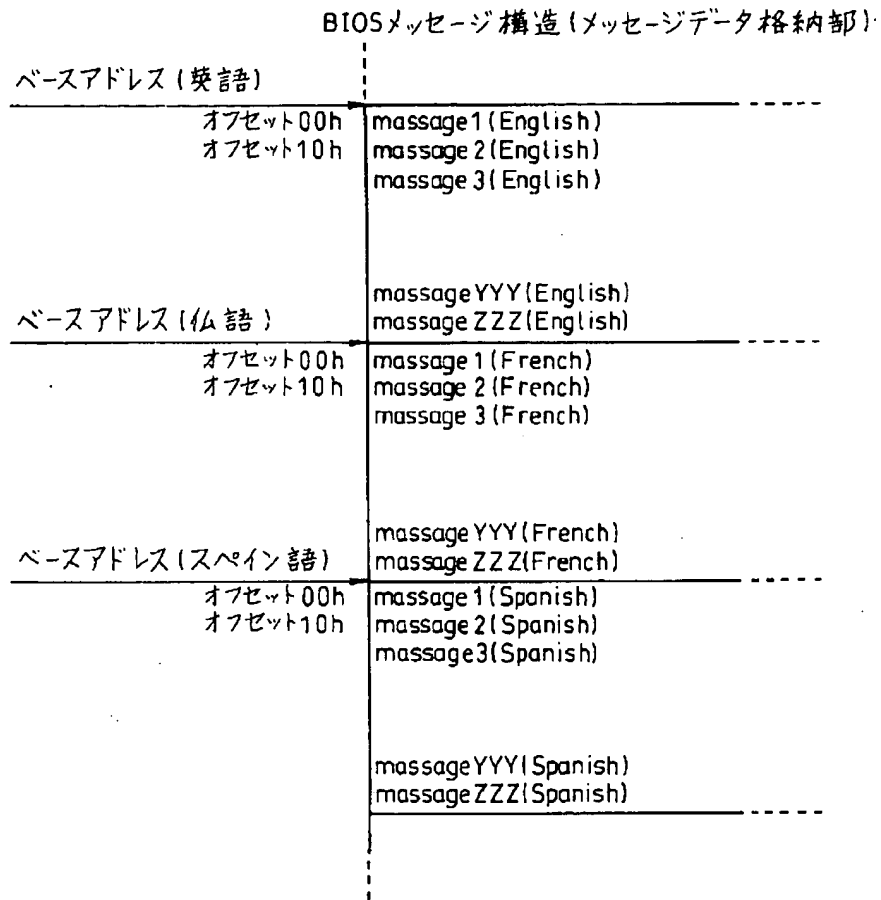 BIOSメッセージ構造(メッセージデータ格納部)
ベースアドレス(英語)
オフセット00h massage1(English)
オフセット10h massage2(English)
massage3(English)
massageYYY(English)
ベースアドレス(仏語) massageZZZ(English)
オフセット00h massage1(French)
オフセット10h massage2(French)
massage3(French)
massageYYY(French)
ベースアドレス(スペイン語) massageZZZ(French)
オフセット00h massage1(Spanish)
オフセット10h massage2(Spanish)
massage3(Spanish)
massageYYY(Spanish)
massageZZZ(Spanish)